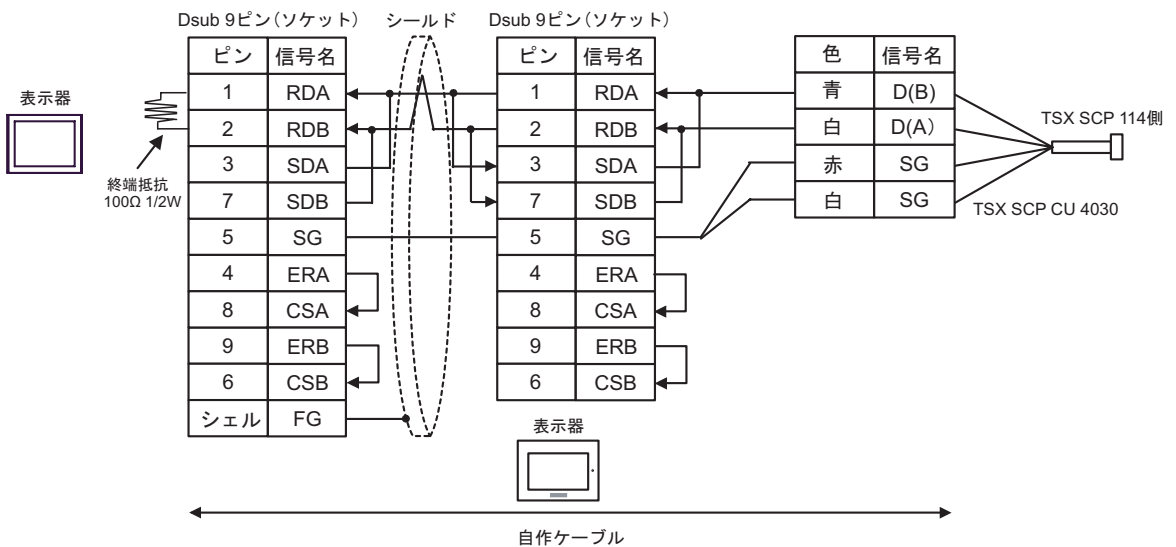 Dsub 9ピン(ソケット) シールド Dsub 9ピン(ソケット)
表示器
終端抵抗
100Ω 1/2W
ピン 信号名
1 RDA
2 RDB
3 SDA
7 SDB
5 SG
4 ERA
8 CSA
9 ERB
6 CSB
シェル FG
ピン 信号名
1 RDA
2 RDB
3 SDA
7 SDB
5 SG
4 ERA
8 CSA
9 ERB
6 CSB
表示器
色 信号名
青 D(B)
白 D(A)
赤 SG
白 SG
TSX SCP 114側
TSX SCP CU 4030
自作ケーブル